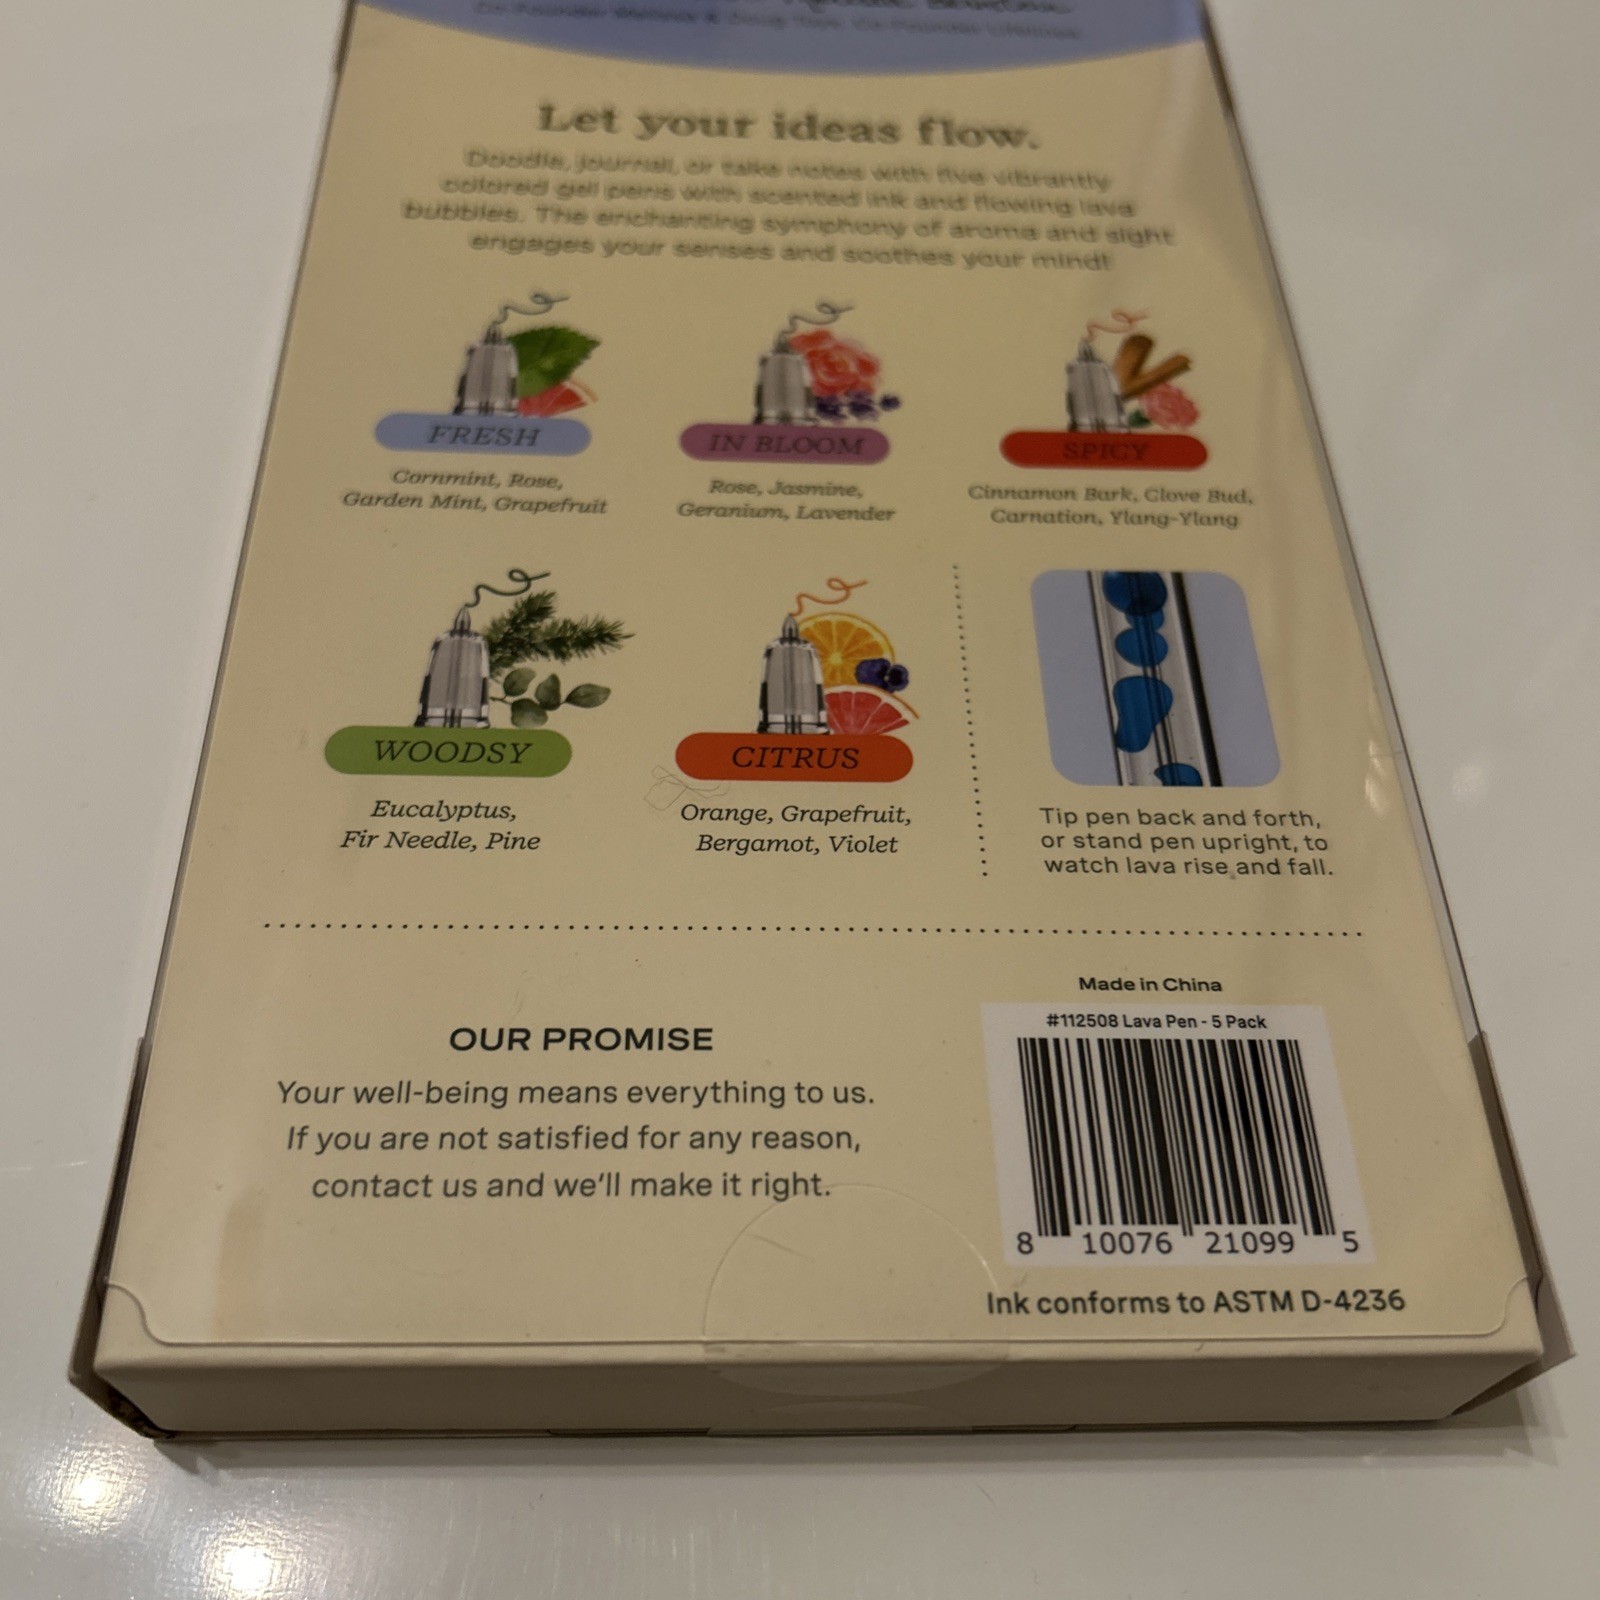 Let your ideas flow.
Doodle, journal, or take notes with five vibrantly
colored gel pens with scented ink and flowing lava
bubbles. The enchanting symphony of aroma and sight
engages your senses and soothes your mind!
FRESH
Cornmint, Rose,
Garden Mint, Grapefruit
IN BLOOM
Rose, Jasmine,
Geranium, Lavender
SPICY
Cinnamon Bark, Clove Bud,
Carnation, Ylang-Ylang
WOODSY
Eucalyptus,
Fir Needle, Pine
CITRUS
Orange, Grapefruit,
Bergamot, Violet
Tip pen back and forth,
or stand pen upright, to
watch lava rise and fall.
OUR PROMISE
Your well-being means everything to us.
If you are not satisfied for any reason,
contact us and we'll make it right.
Made in China
#112508 Lava Pen - 5 Pack
8 10076 21099 5
Ink conforms to ASTM D-4236